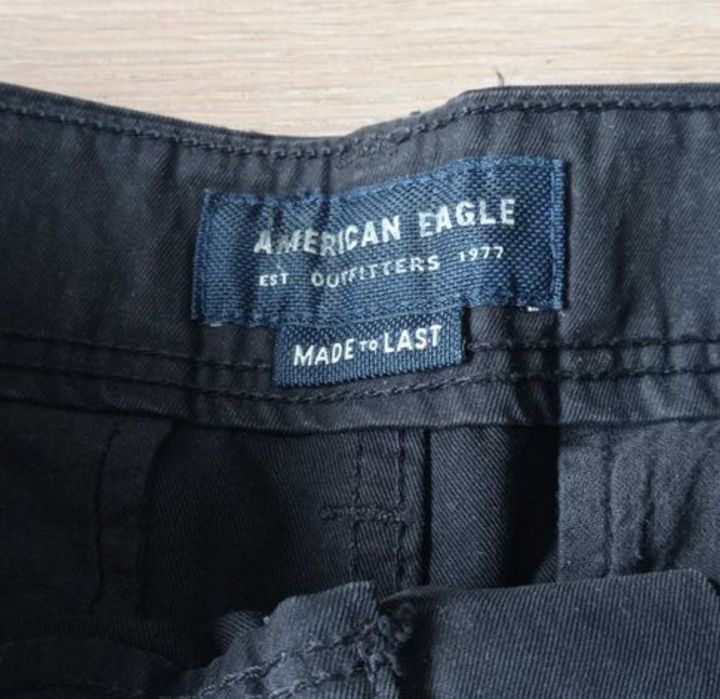 AMERICAN EAGLE
EST OUTFITTERS 1977
MADE TO LAST